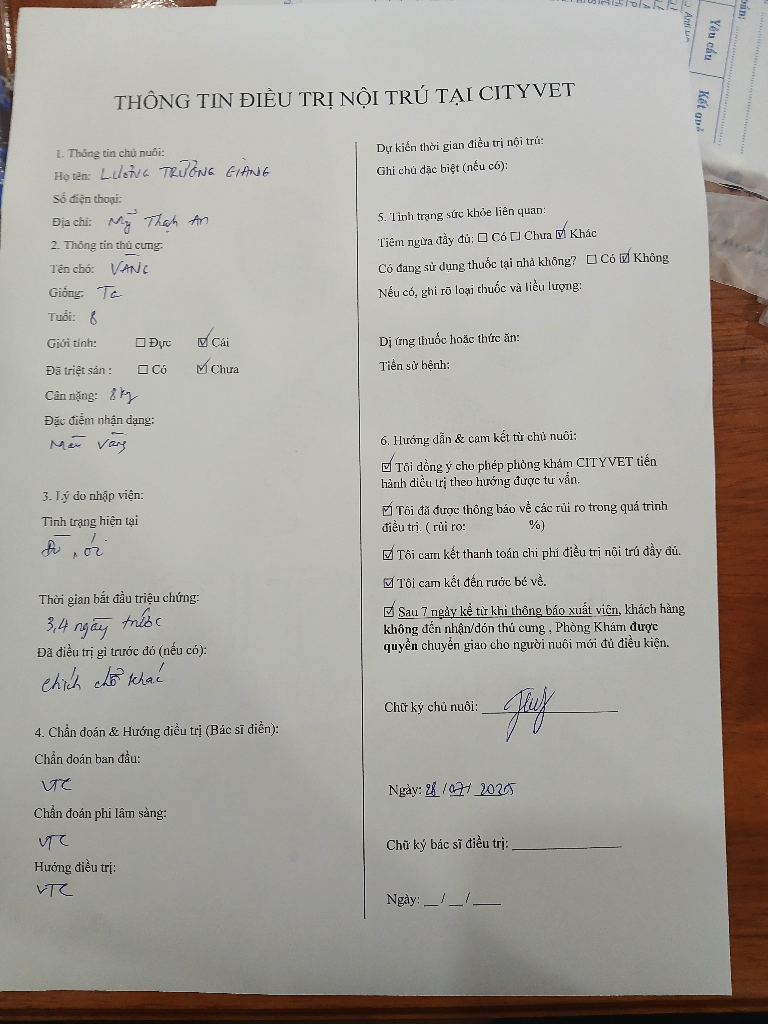 THÔNG TIN ĐIỀU TRỊ NỘI TRÚ TẠI CITYVET
1. Thông tin chủ nuôi:
Họ tên: LƯƠNG TRƯỜNG GIANG
Số điện thoại:
Địa chỉ: Mỹ Thạh An
2. Thông tin thú cưng:
Tên chó: VÀNG
Giống: Ta
Tuổi: 8
Giới tính: ☐ Đực ☑ Cái
Đã triệt sản : ☐ Có ☑ Chưa
Cân nặng: 8kg
Đặc điểm nhận dạng:
Màu vàng
3. Lý do nhập viện:
Tình trạng hiện tại
ói
Thời gian bắt đầu triệu chứng:
3,4 ngày trước
Đã điều trị gì trước đó (nếu có):
chích chỗ khác
4. Chẩn đoán & Hướng điều trị (Bác sĩ điền):
Chẩn đoán ban đầu:
VTC
Chẩn đoán phi lâm sàng:
VTC
Hướng điều trị:
VTC
Dự kiến thời gian điều trị nội trú:
Ghi chú đặc biệt (nếu có):
5. Tình trạng sức khỏe liên quan:
Tiêm ngừa đầy đủ: ☐ Có ☐ Chưa ☑ Khác
Có đang sử dụng thuốc tại nhà không? ☐ Có ☑ Không
Nếu có, ghi rõ loại thuốc và liều lượng:
Dị ứng thuốc hoặc thức ăn:
Tiền sử bệnh:
6. Hướng dẫn & cam kết từ chủ nuôi:
☑ Tôi đồng ý cho phép phòng khám CITYVET tiến
hành điều trị theo hướng được tư vấn.
☑ Tôi đã được thông báo về các rủi ro trong quá trình
điều trị. ( rủi ro: %)
☑ Tôi cam kết thanh toán chi phí điều trị nội trú đầy đủ.
☑ Tôi cam kết đến rước bé về.
☑ Sau 7 ngày kể từ khi thông báo xuất viện, khách hàng
không đến nhận/đón thú cưng , Phòng Khám được
quyền chuyển giao cho người nuôi mới đủ điều kiện.
Chữ ký chủ nuôi:
Ngày: 28 / 07 / 2025
Chữ ký bác sĩ điều trị:
Ngày: __ / __ / ____
Yêu cầu
Kết quả